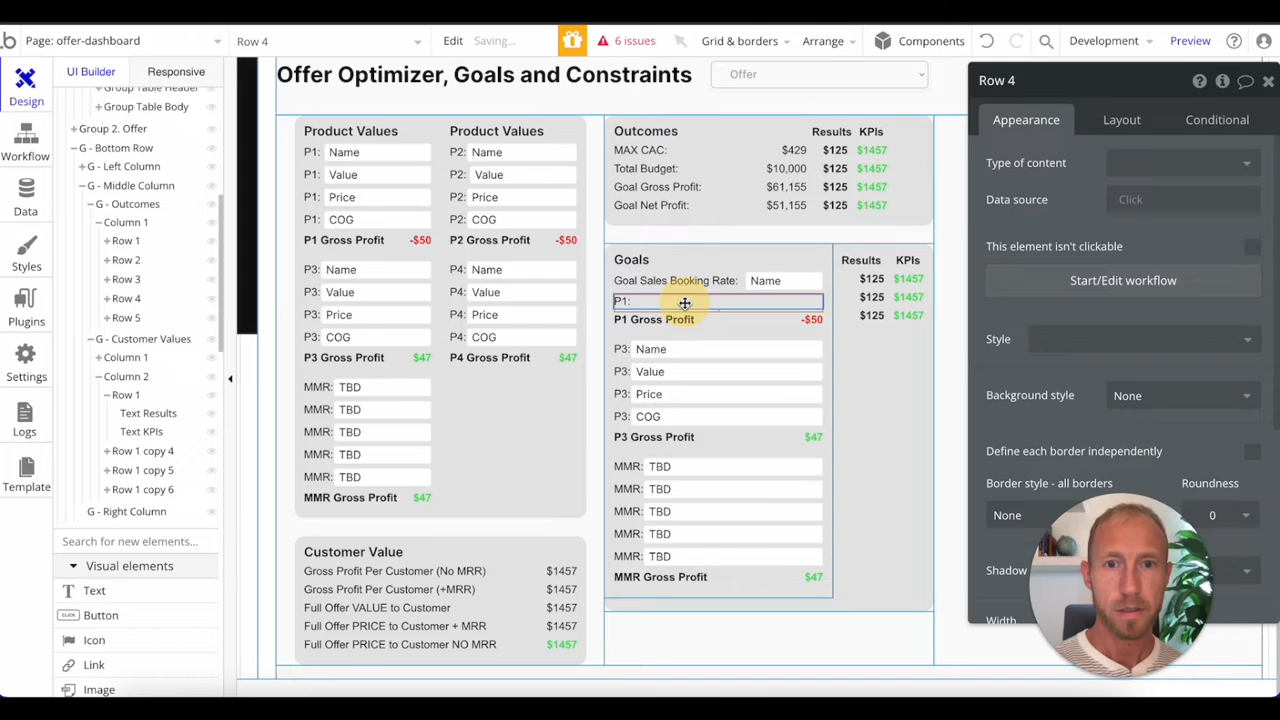 Page: offer-dashboard
Row 4
Edit
Saving...
6 issues
Grid & borders
Arrange
Components
Development
Preview
Design
Workflow
Data
Styles
Plugins
Settings
Logs
Template
UI Builder
Responsive
Group Table Header
Group Table Body
Group 2. Offer
G - Bottom Row
G - Left Column
G - Middle Column
G - Outcomes
Column 1
Row 1
Row 2
Row 3
Row 4
Row 5
G - Customer Values
Column 1
Column 2
Row 1
Text Results
Text KPIs
Row 1 copy 4
Row 1 copy 5
Row 1 copy 6
G - Right Column
Search for new elements...
Visual elements
Text
CLICK Button
Icon
Link
Image
Offer Optimizer, Goals and Constraints
Offer
Product Values
P1: Name
P1: Value
P1: Price
P1: COG
P1 Gross Profit -$50
P3: Name
P3: Value
P3: Price
P3: COG
P3 Gross Profit $47
MMR: TBD
MMR: TBD
MMR: TBD
MMR: TBD
MMR: TBD
MMR Gross Profit $47
Product Values
P2: Name
P2: Value
P2: Price
P2: COG
P2 Gross Profit -$50
P4: Name
P4: Value
P4: Price
P4: COG
P4 Gross Profit $47
Customer Value
Gross Profit Per Customer (No MRR) $1457
Gross Profit Per Customer (+MRR) $1457
Full Offer VALUE to Customer $1457
Full Offer PRICE to Customer + MRR $1457
Full Offer PRICE to Customer NO MRR $1457
Outcomes Results KPIs
MAX CAC: $429 $125 $1457
Total Budget: $10,000 $125 $1457
Goal Gross Profit: $61,155 $125 $1457
Goal Net Profit: $51,155 $125 $1457
Goals
Goal Sales Booking Rate: Name
P1:
P1 Gross Profit -$50
P3: Name
P3: Value
P3: Price
P3: COG
P3 Gross Profit $47
MMR: TBD
MMR: TBD
MMR: TBD
MMR: TBD
MMR: TBD
MMR Gross Profit $47
Results KPIs
$125 $1457
$125 $1457
$125 $1457
Row 4
Appearance
Layout
Conditional
Type of content
Data source Click
This element isn't clickable
Start/Edit workflow
Style
Background style None
Define each border independently
Border style - all borders Roundness
None 0
Shadow
Width